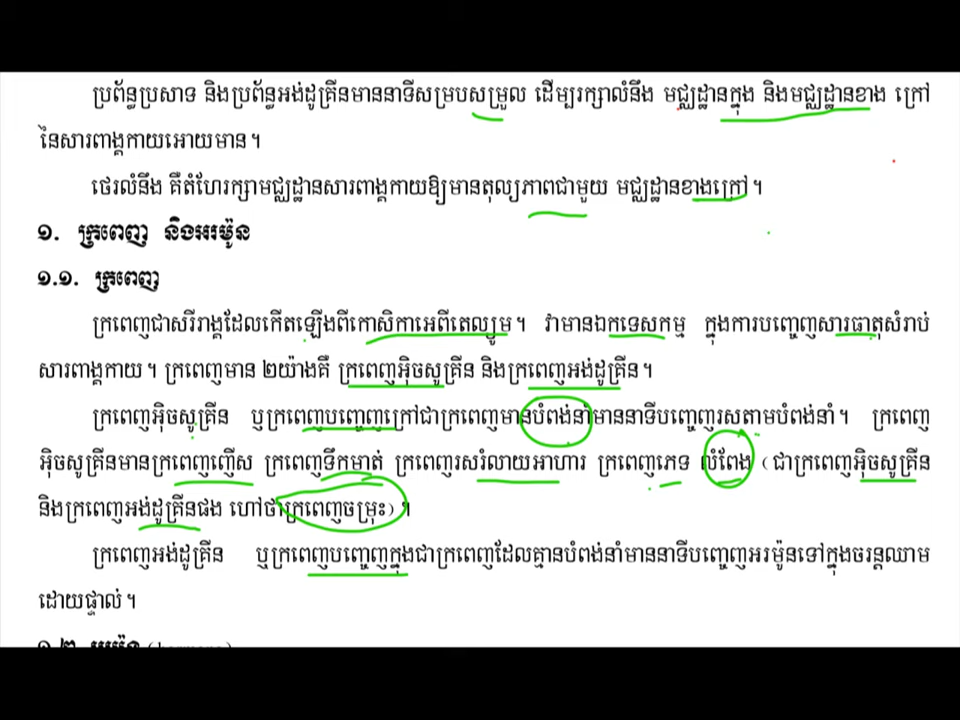 ប្រព័ន្ធប្រសាទ និងប្រព័ន្ធអង់ដូគ្រីនមាននាទីសម្របសម្រួល ដើម្បរក្សាលំនឹង មជ្ឈដ្ឋានក្នុង និងមជ្ឈដ្ឋានខាង ក្រៅ
នៃសារពាង្គកាយអោយមាន។
ថេរលំនឹង គឺតំហែរក្សាមជ្ឈដ្ឋានសារពាង្គកាយឱ្យមានតុល្យភាពជាមួយ មជ្ឈដ្ឋានខាងក្រៅ។
១. ក្រពេញ និងអរម៉ូន
១.១. ក្រពេញ
ក្រពេញជាសរីរាង្គដែលកើតឡើងពីកោសិកាអេពីតេល្យូម។ វាមានឯកទេសកម្ម ក្នុងការបញ្ចេញសារធាតុសំរាប់
សារពាង្គកាយ។ ក្រពេញមាន ២យ៉ាងគឺ ក្រពេញអ៊ិចសូគ្រីន និងក្រពេញអង់ដូគ្រីន។
ក្រពេញអ៊ិចសូគ្រីន ឬក្រពេញបញ្ចេញក្រៅជាក្រពេញមានបំពង់នាំមាននាទីបញ្ចេញរសតាមបំពង់នាំ។ ក្រពេញ
អ៊ិចសូគ្រីនមានក្រពេញញើស ក្រពេញទឹកមាត់ ក្រពេញរសរំលាយអាហារ ក្រពេញភេទ លំពែង (ជាក្រពេញអ៊ិចសូគ្រីន
និងក្រពេញអង់ដូគ្រីនផង ហៅថាក្រពេញចម្រុះ) ។
ក្រពេញអង់ដូគ្រីន ឬក្រពេញបញ្ចេញក្នុងជាក្រពេញដែលគ្មានបំពង់នាំមាននាទីបញ្ចេញអរម៉ូនទៅក្នុងចរន្តឈាម
ដោយផ្ទាល់។